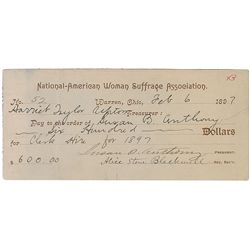 X3
National-American Woman Suffrage Association.
No. 52 Warren, Ohio, Feb 6 1897
Harriet Taylor Upton Treasurer:
Pay to the order of Susan B. Anthony
Six Hundred Dollars
for Clerk Hire for 1897
$ 600.00 Susan B. Anthony PRESIDENT.
Alice Stone Blackwell REC. SEC'Y.